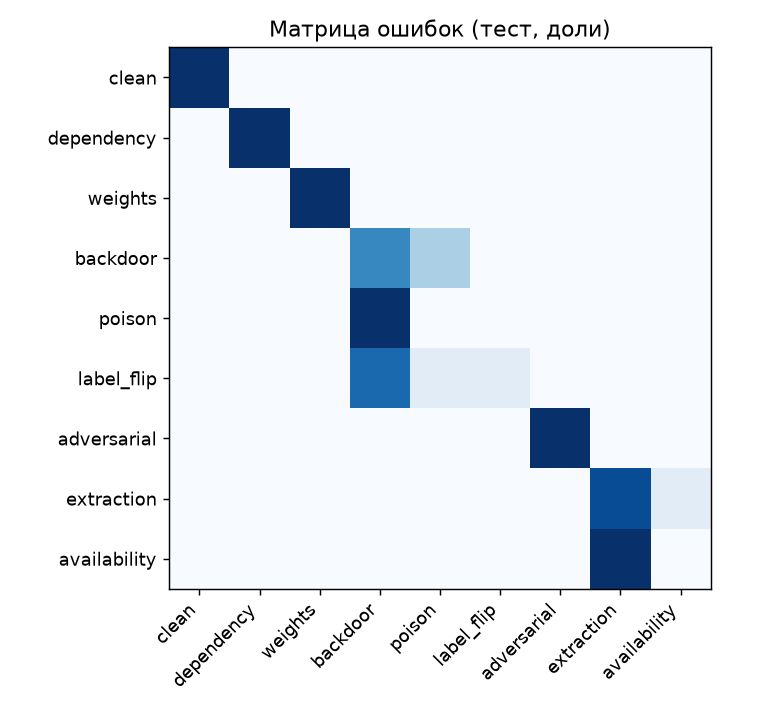 Матрица ошибок (тест, доли)
clean
dependency
weights
backdoor
poison
label_flip
adversarial
extraction
availability
clean
dependency
weights
backdoor
poison
label_flip
adversarial
extraction
availability